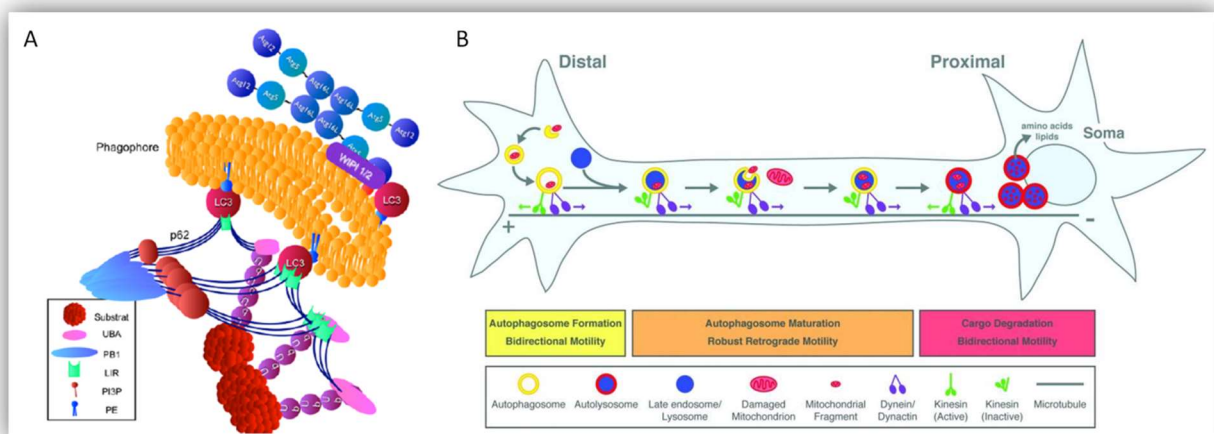 A
Atg12
Atg5
Atg16L
Atg12
Atg5
Atg16L
Atg16L
Atg5
Atg16L
Atg12
Phagophore
WIPI 1/2
LC3
LC3
p62
LC3
U
b
Substrat
UBA
PB1
LIR
PI3P
PE
B
Distal
Proximal
amino acids
lipids
Soma
+
-
Autophagosome Formation
Bidirectional Motility
Autophagosome Maturation
Robust Retrograde Motility
Cargo Degradation
Bidirectional Motility
Autophagosome
Autolysosome
Late endosome/
Lysosome
Damaged
Mitochondrion
Mitochondrial
Fragment
Dynein/
Dynactin
Kinesin
(Active)
Kinesin
(Inactive)
Microtubule